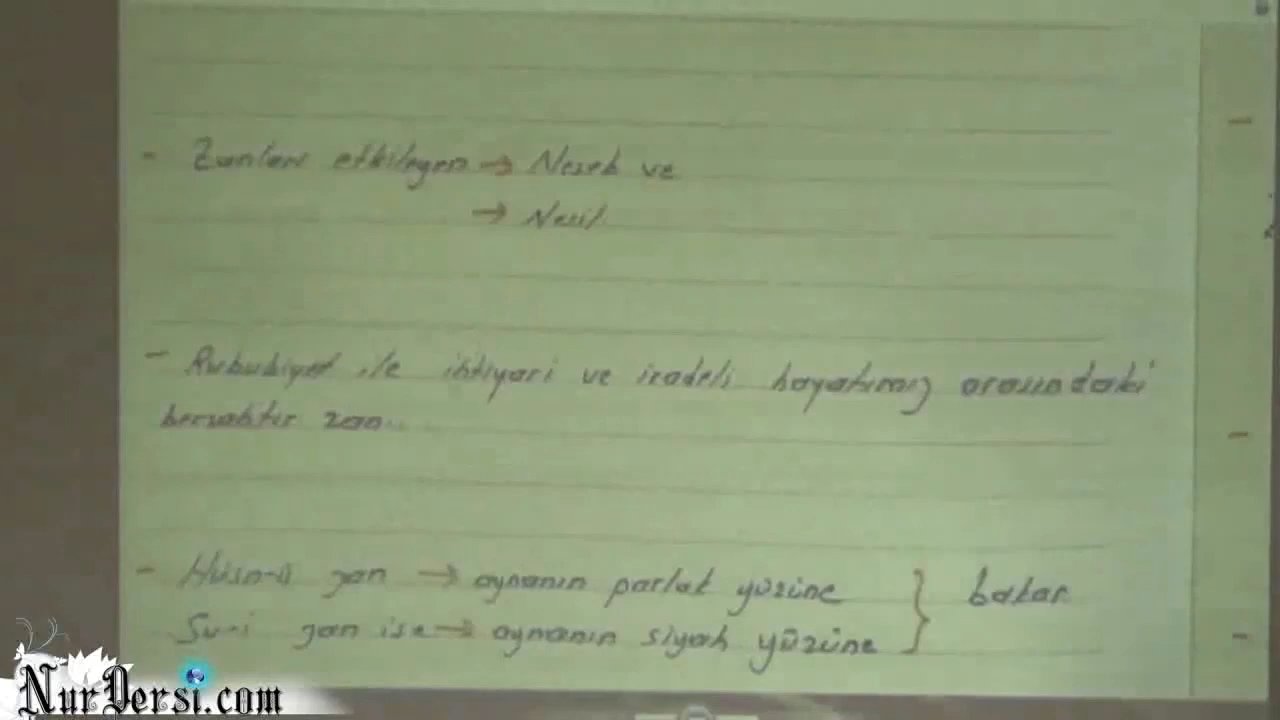 - Zanları etkileyen → Neseb ve
→ Nesil.
- Rububiyet ile ihtiyari ve iradeli hayatımız arasındaki
berzahtır zan..
- Hüsn-ü zan → aynanın parlak yüzüne } bakar
Su-i zan ise → aynanın siyah yüzüne
NurDersi.com